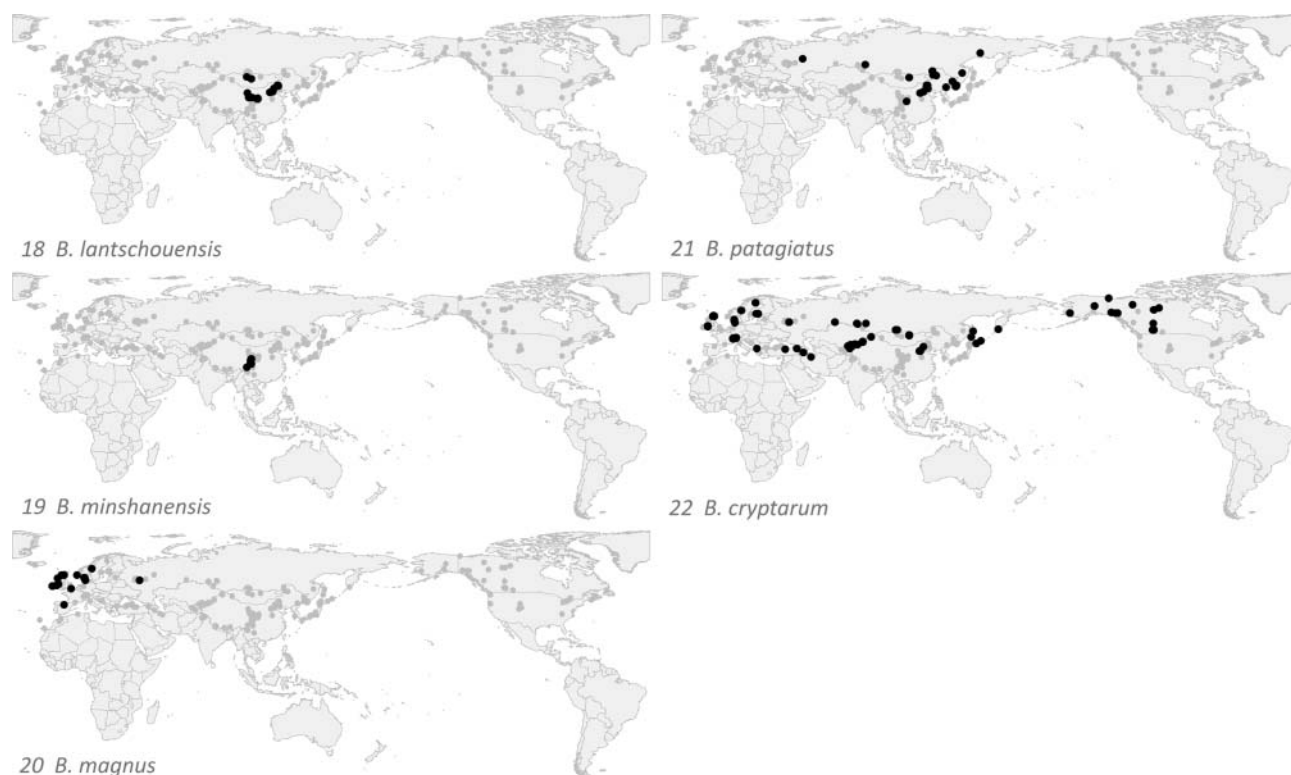 18 B. lantschouensis
21 B. patagiatus
19 B. minshanensis
22 B. cryptarum
20 B. magnus